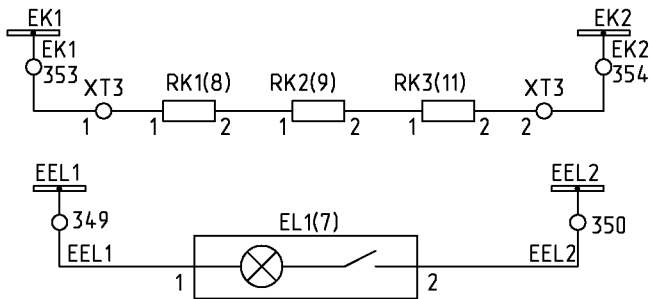 EK1 EK2
EK1 EK2
353 XT3 RK1(8) RK2(9) RK3(11) XT3 354
1 1 2 1 2 1 2 2
EEL1 EEL2
349 EL1(7) 350
EEL1 EEL2
1 2